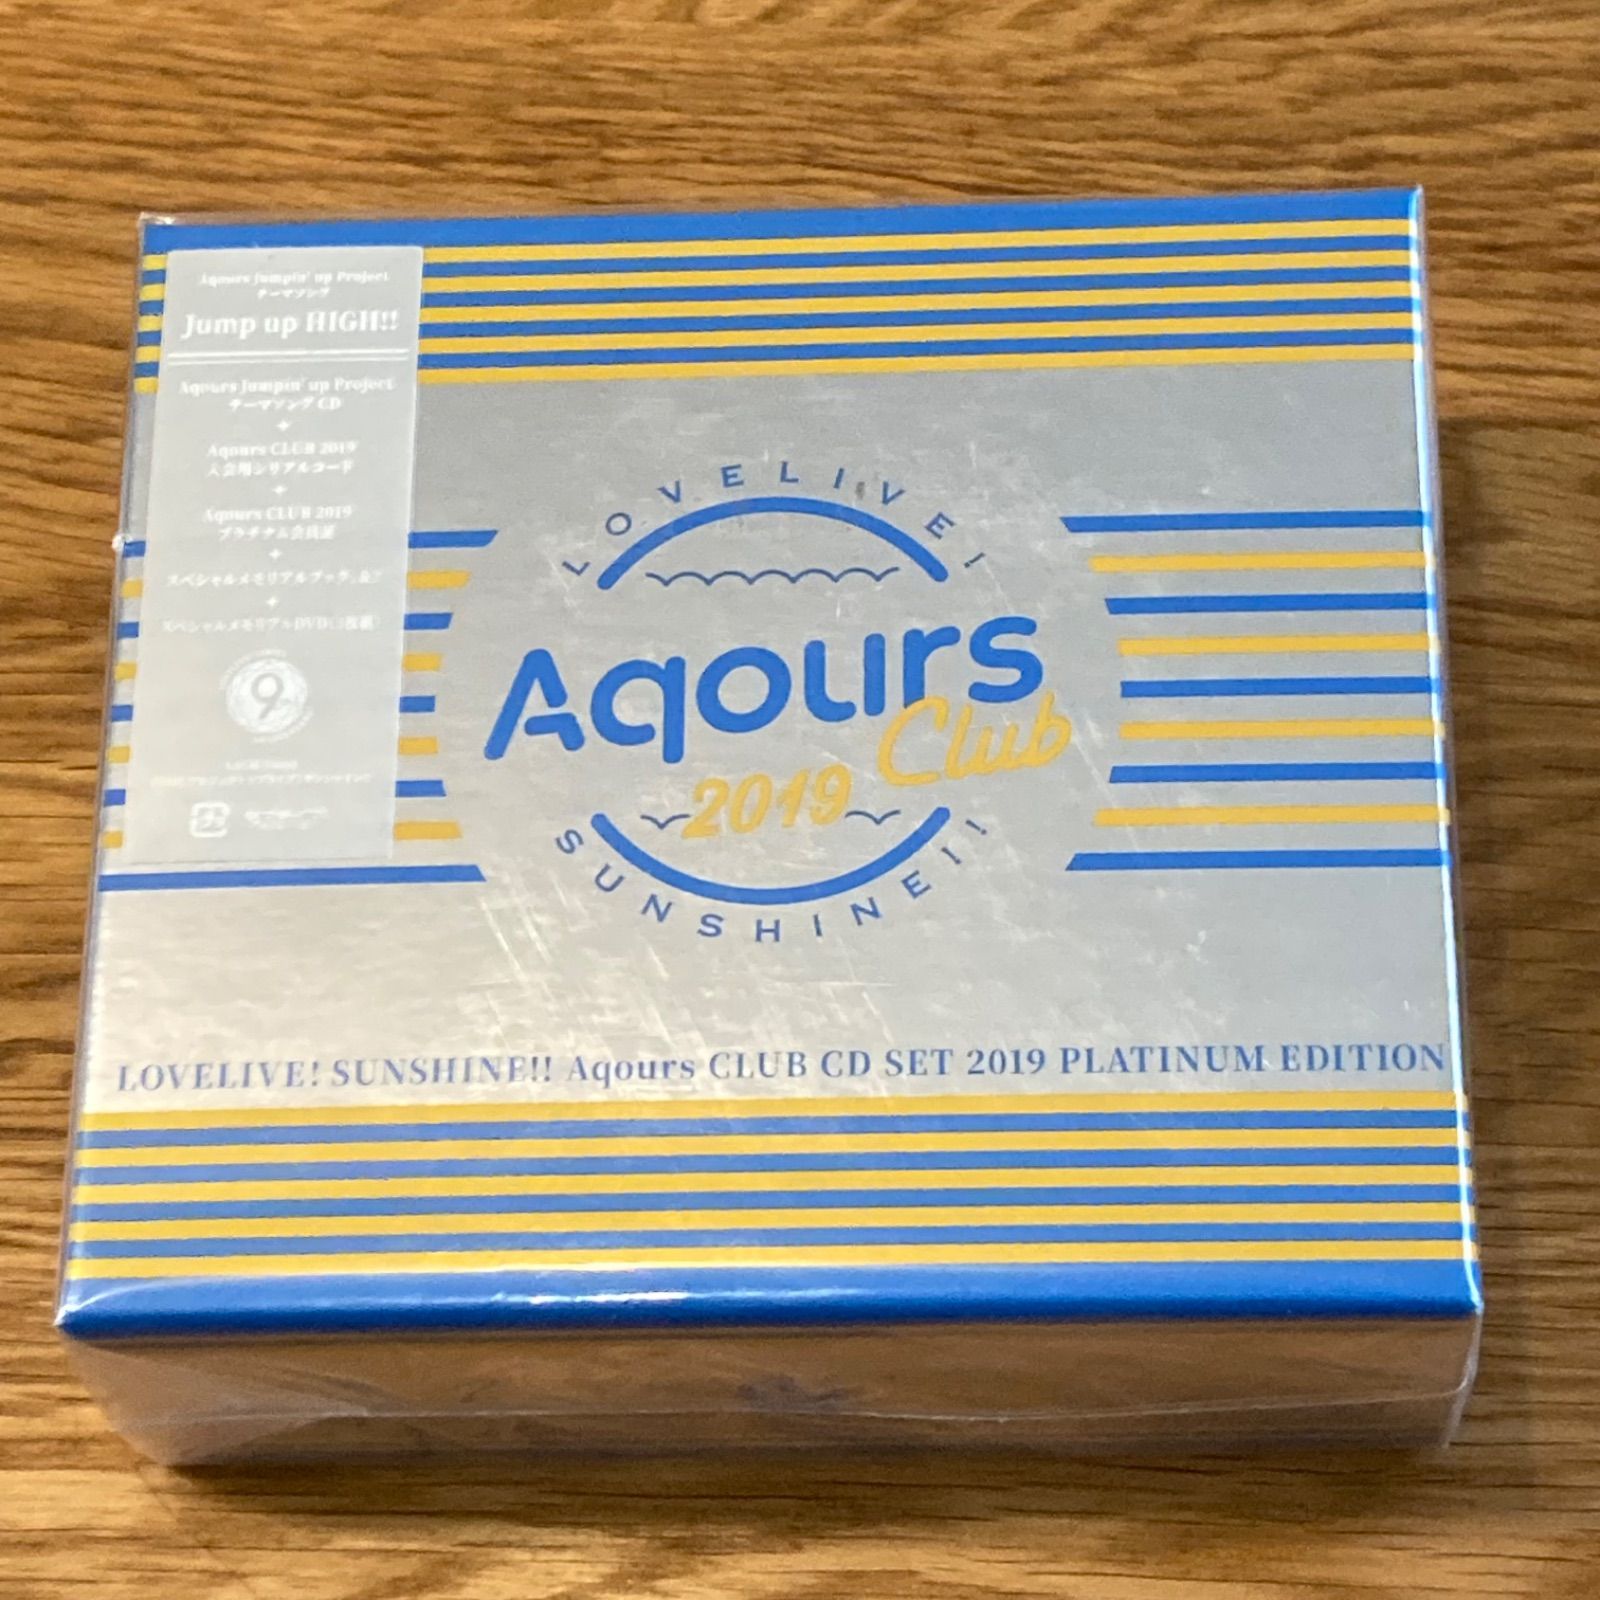 Aqours Jumpin' up Project
テーマソング
Jump up HIGH!!
Aqours Jumpin' up Project
テーマソングCD
+
Aqours CLUB 2019
入会用シリアルコード
+
Aqours CLUB 2019
プラチナム会員証
+
スペシャルメモリアルブック
+
スペシャルメモリアルDVD
9
LOVELIVE!
Aqours
Club
2019
SUNSHINE!!
LOVELIVE! SUNSHINE!! Aqours CLUB CD SET 2019 PLATINUM EDITION